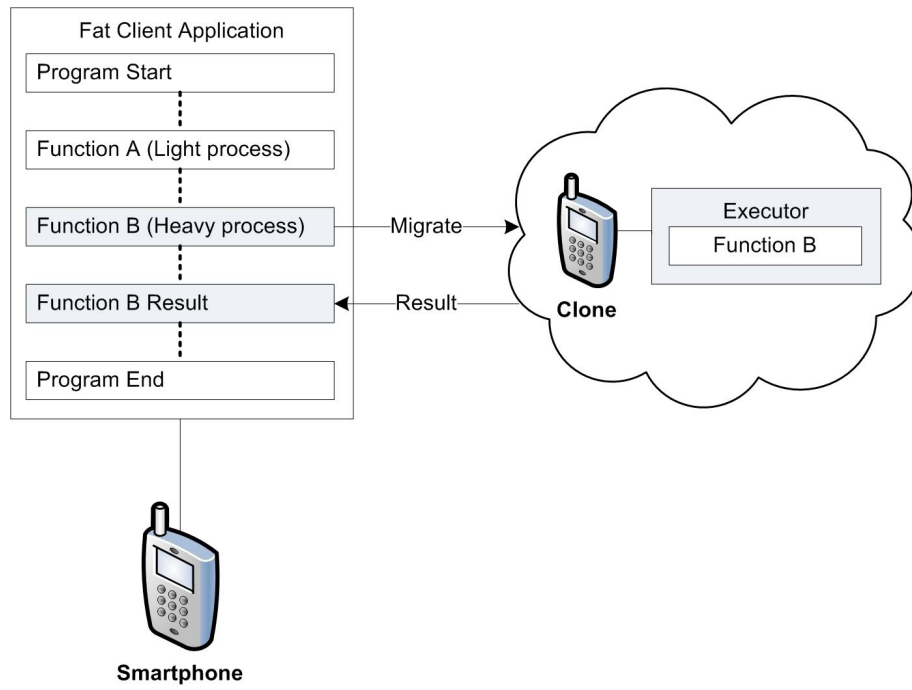 Fat Client Application
Program Start
Function A (Light process)
Function B (Heavy process)
Migrate
Executor
Function B
Clone
Function B Result
Result
Program End
Smartphone